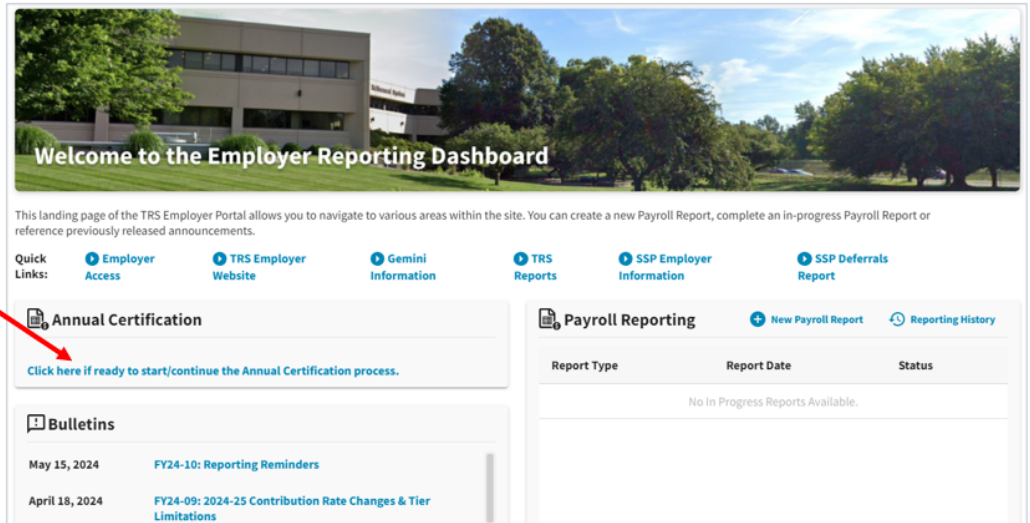 Welcome to the Employer Reporting Dashboard
This landing page of the TRS Employer Portal allows you to navigate to various areas within the site. You can create a new Payroll Report, complete an in-progress Payroll Report or
reference previously released announcements.
Quick Links:
Employer Access
TRS Employer Website
Gemini Information
TRS Reports
SSP Employer Information
SSP Deferrals Report
Annual Certification
Click here if ready to start/continue the Annual Certification process.
Bulletins
May 15, 2024 FY24-10: Reporting Reminders
April 18, 2024 FY24-09: 2024-25 Contribution Rate Changes & Tier
Limitations
Payroll Reporting New Payroll Report Reporting History
Report Type Report Date Status
No In Progress Reports Available.